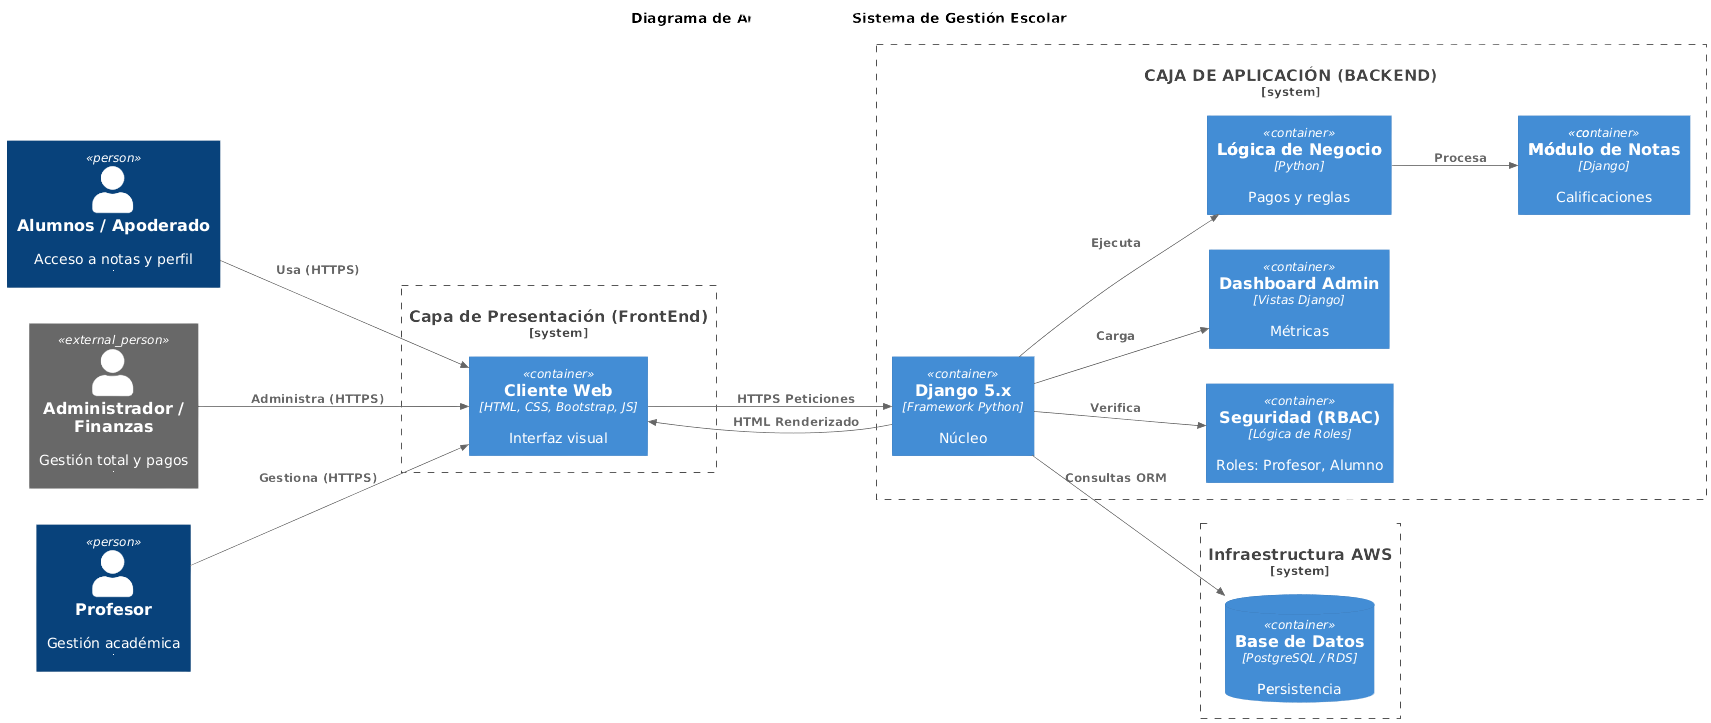 Diagrama de
Sistema de Gestión Escolar
«person»
Alumnos / Apoderado
Acceso a notas y perfil
«external_person»
Administrador /
Finanzas
Gestión total y pagos
«person»
Profesor
Gestión académica
Usa (HTTPS)
Administra (HTTPS)
Gestiona (HTTPS)
Capa de Presentación (FrontEnd)
[system]
«container»
Cliente Web
[HTML, CSS, Bootstrap, JS]
Interfaz visual
HTTPS Peticiones
HTML Renderizado
CAJA DE APLICACIÓN (BACKEND)
[system]
«container»
Django 5.x
[Framework Python]
Núcleo
Ejecuta
Carga
Verifica
Consultas ORM
«container»
Lógica de Negocio
[Python]
Pagos y reglas
Procesa
«container»
Módulo de Notas
[Django]
Calificaciones
«container»
Dashboard Admin
[Vistas Django]
Métricas
«container»
Seguridad (RBAC)
[Lógica de Roles]
Roles: Profesor, Alumno
Infraestructura AWS
[system]
«container»
Base de Datos
[PostgreSQL / RDS]
Persistencia